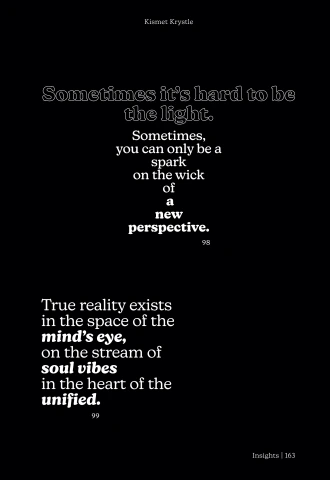 Kismet Krystle
Sometimes it's hard to be
the light.
Sometimes,
you can only be a
spark
on the wick
of
a
new
perspective.
98
True reality exists
in the space of the
mind's eye,
on the stream of
soul vibes
in the heart of the
unified.
99
Insights | 163